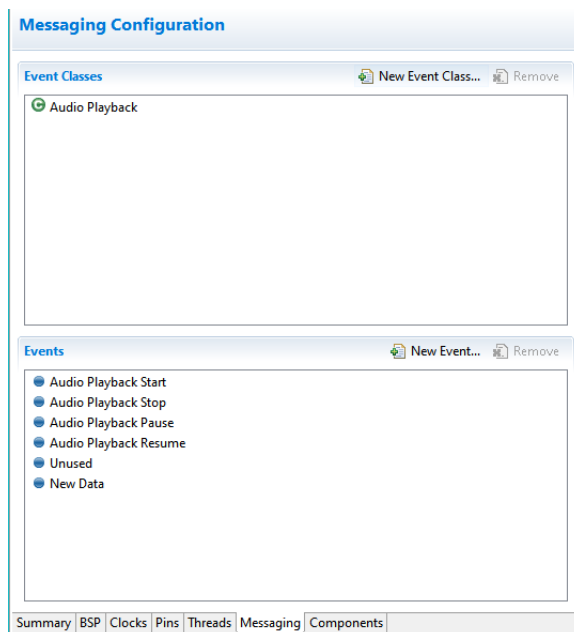 Messaging Configuration
Event Classes New Event Class... Remove
Audio Playback
Events New Event... Remove
Audio Playback Start
Audio Playback Stop
Audio Playback Pause
Audio Playback Resume
Unused
New Data
Summary BSP Clocks Pins Threads Messaging Components